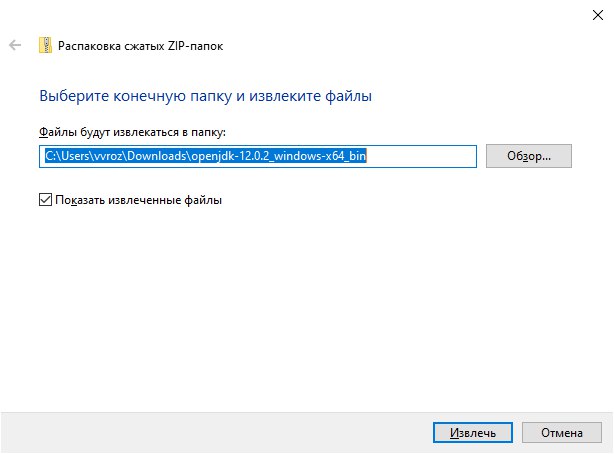 Распаковка сжатых ZIP-папок
Выберите конечную папку и извлеките файлы
Файлы будут извлекаться в папку:
C:\Users\vvroz\Downloads\openjdk-12.0.2_windows-x64_bin
Обзор...
Показать извлеченные файлы
Извлечь
Отмена